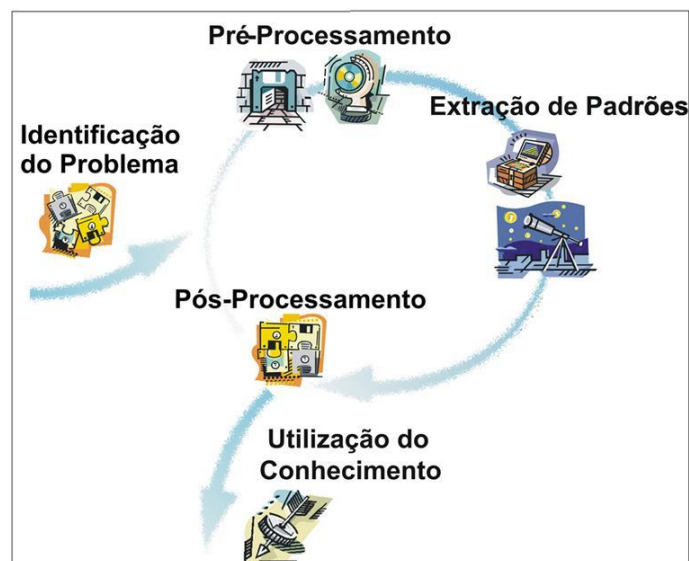 Pré-Processamento
Extração de Padrões
Identificação
do Problema
Pós-Processamento
Utilização do
Conhecimento